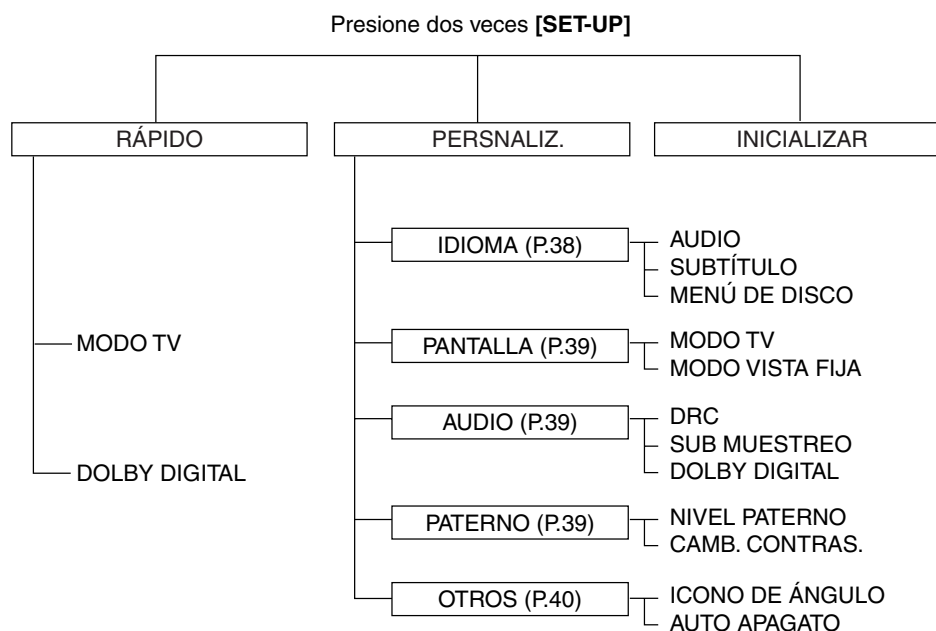 Presione dos veces [SET-UP]
RÁPIDO
MODO TV
DOLBY DIGITAL
PERSNALIZ.
IDIOMA (P.38)
AUDIO
SUBTÍTULO
MENÚ DE DISCO
PANTALLA (P.39)
MODO TV
MODO VISTA FIJA
AUDIO (P.39)
DRC
SUB MUESTREO
DOLBY DIGITAL
PATERNO (P.39)
NIVEL PATERNO
CAMB. CONTRAS.
OTROS (P.40)
ICONO DE ÁNGULO
AUTO APAGATO
INICIALIZAR